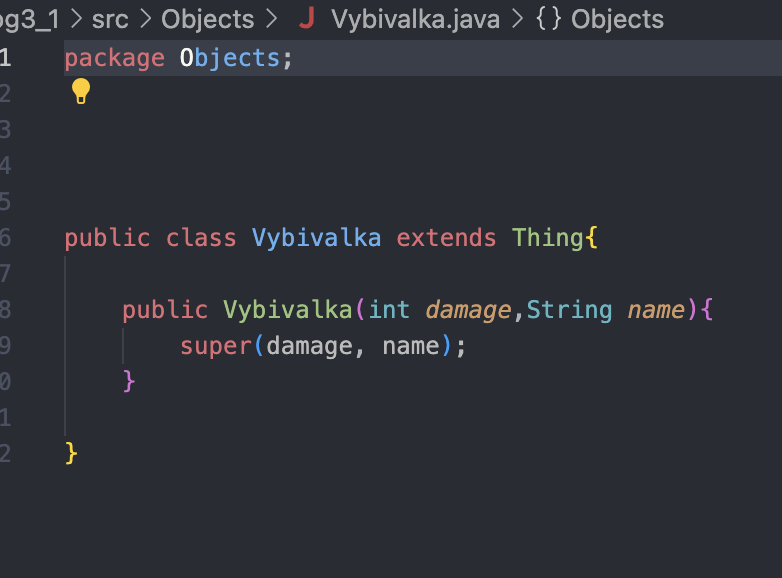 og3_1 > src > Objects > J Vybivalka.java > {} Objects
1 package Objects;
2
3
4
5
6 public class Vybivalka extends Thing{
7
8 public Vybivalka(int damage,String name){
9 super(damage, name);
0 }
1
2 }